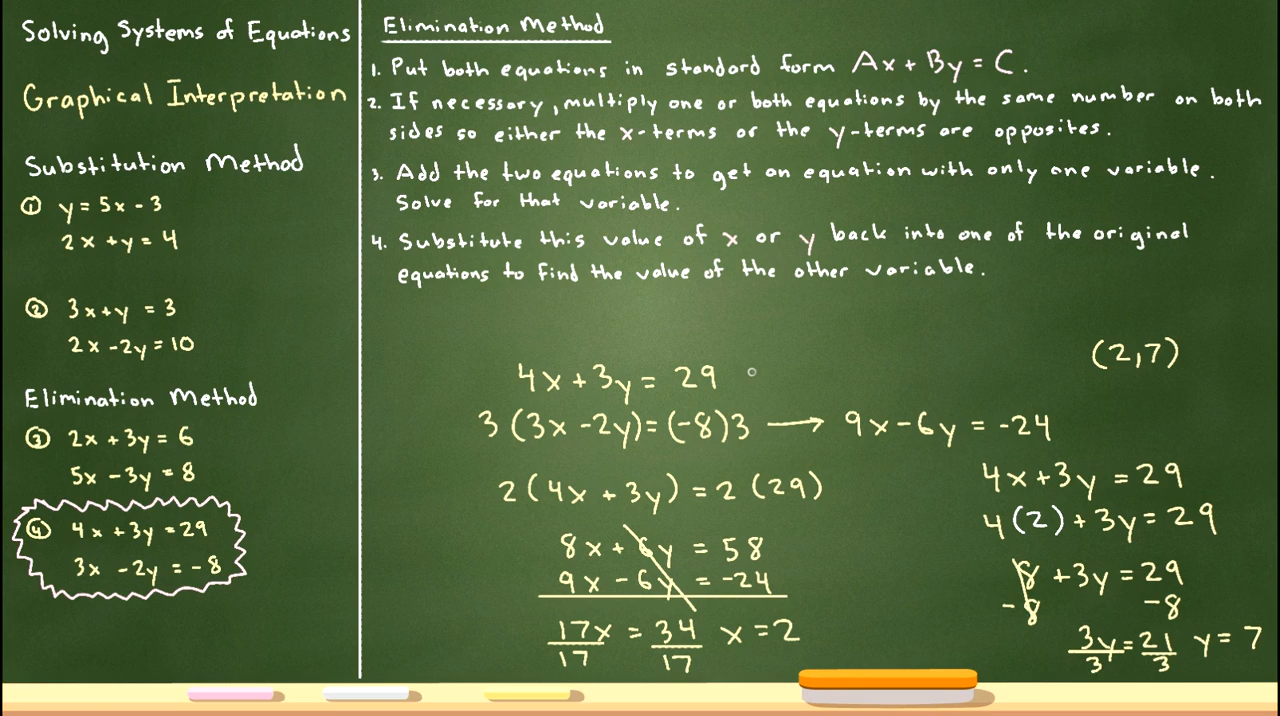 Solving Systems of Equations
Graphical Interpretation
Substitution Method
① y = 5x - 3
2x + y = 4
② 3x + y = 3
2x - 2y = 10
Elimination Method
③ 2x + 3y = 6
5x - 3y = 8
④ 4x + 3y = 29
3x - 2y = -8
Elimination Method
1. Put both equations in standard form Ax + By = C.
2. If necessary, multiply one or both equations by the same number on both
sides so either the x-terms or the y-terms are opposites.
3. Add the two equations to get an equation with only one variable.
Solve for that variable.
4. Substitute this value of x or y back into one of the original
equations to find the value of the other variable.
(2,7)
4x + 3y = 29
3(3x - 2y) = (-8)3 → 9x - 6y = -24
2(4x + 3y) = 2(29)
8x + 6y = 58
9x - 6y = -24
17x = 34 x = 2
17 17
4x + 3y = 29
4(2) + 3y = 29
8 + 3y = 29
-8 -8
3y = 21 y = 7
3 3